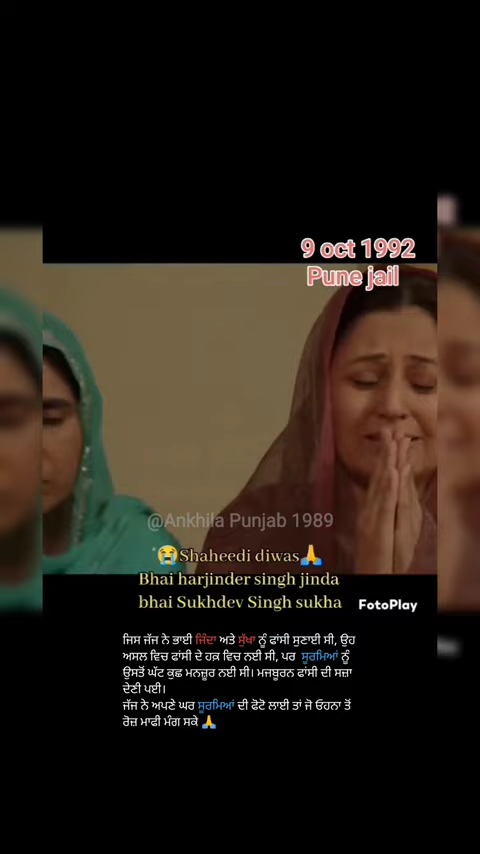 9 oct 1992
Pune jail
@Ankhila Punjab 1989
😭Shaheedi diwas🙏
Bhai harjinder singh jinda
bhai Sukhdev Singh sukha
FotoPlay
ਜਿਸ ਜੱਜ ਨੇ ਭਾਈ ਜਿੰਦਾ ਅਤੇ ਸੁੱਖਾ ਨੂੰ ਫਾਂਸੀ ਸੁਣਾਈ ਸੀ, ਉਹ
ਅਸਲ ਵਿਚ ਫਾਂਸੀ ਦੇ ਹਕ਼ ਵਿਚ ਨਈ ਸੀ, ਪਰ ਸੂਰਮਿਆਂ ਨੂੰ
ਉਸਤੋਂ ਘੱਟ ਕੁਛ ਮਨਜ਼ੂਰ ਨਈ ਸੀ। ਮਜਬੂਰਨ ਫਾਂਸੀ ਦੀ ਸਜ਼ਾ
ਦੇਣੀ ਪਈ।
ਜੱਜ ਨੇ ਅਪਣੇ ਘਰ ਸੂਰਮਿਆਂ ਦੀ ਫੋਟੋ ਲਾਈ ਤਾਂ ਜੋ ਓਹਨਾ ਤੋਂ
ਰੋਜ਼ ਮਾਫੀ ਮੰਗ ਸਕੇ 🙏